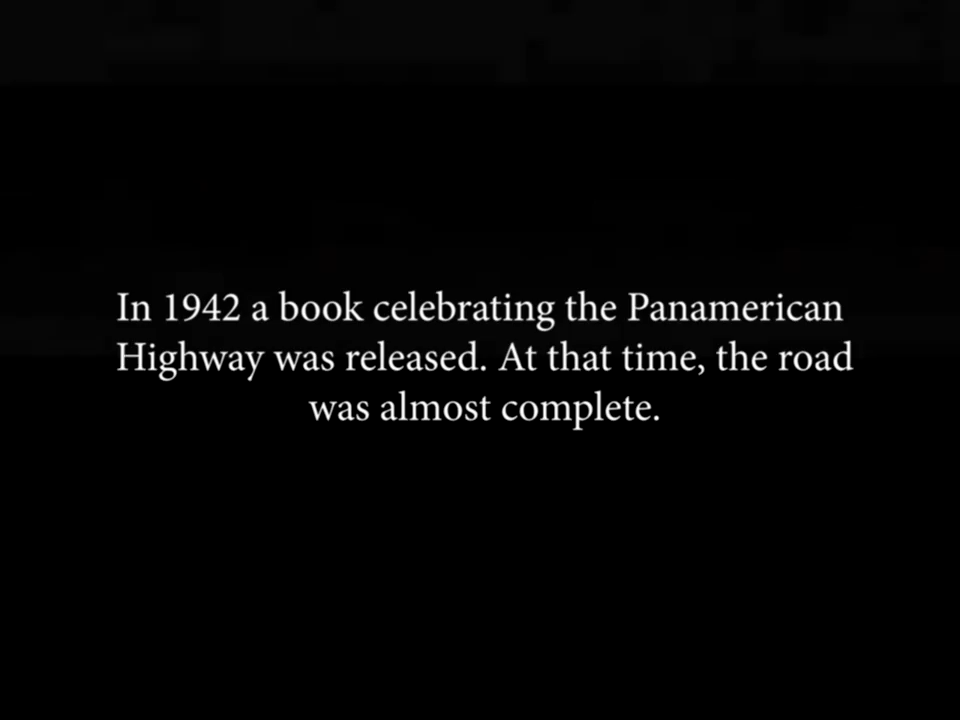 In 1942 a book celebrating the Panamerican
Highway was released. At that time, the road
was almost complete.